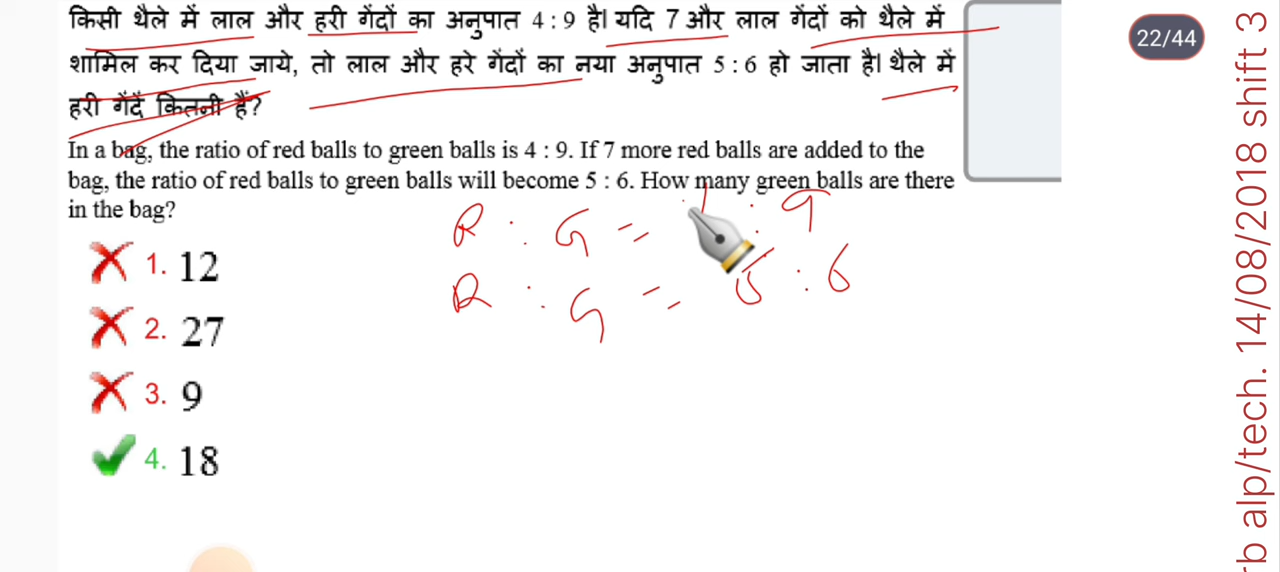 किसी थैले में लाल और हरी गेंदों का अनुपात 4 : 9 है। यदि 7 और लाल गेंदों को थैले में
शामिल कर दिया जाये, तो लाल और हरे गेंदों का नया अनुपात 5 : 6 हो जाता है। थैले में
हरी गेंदें कितनी हैं?
In a bag, the ratio of red balls to green balls is 4 : 9. If 7 more red balls are added to the
bag, the ratio of red balls to green balls will become 5 : 6. How many green balls are there
in the bag?
R : G = : 9
R : G = 5 : 6
1. 12
2. 27
3. 9
4. 18
22/44
rb alp/tech. 14/08/2018 shift 3